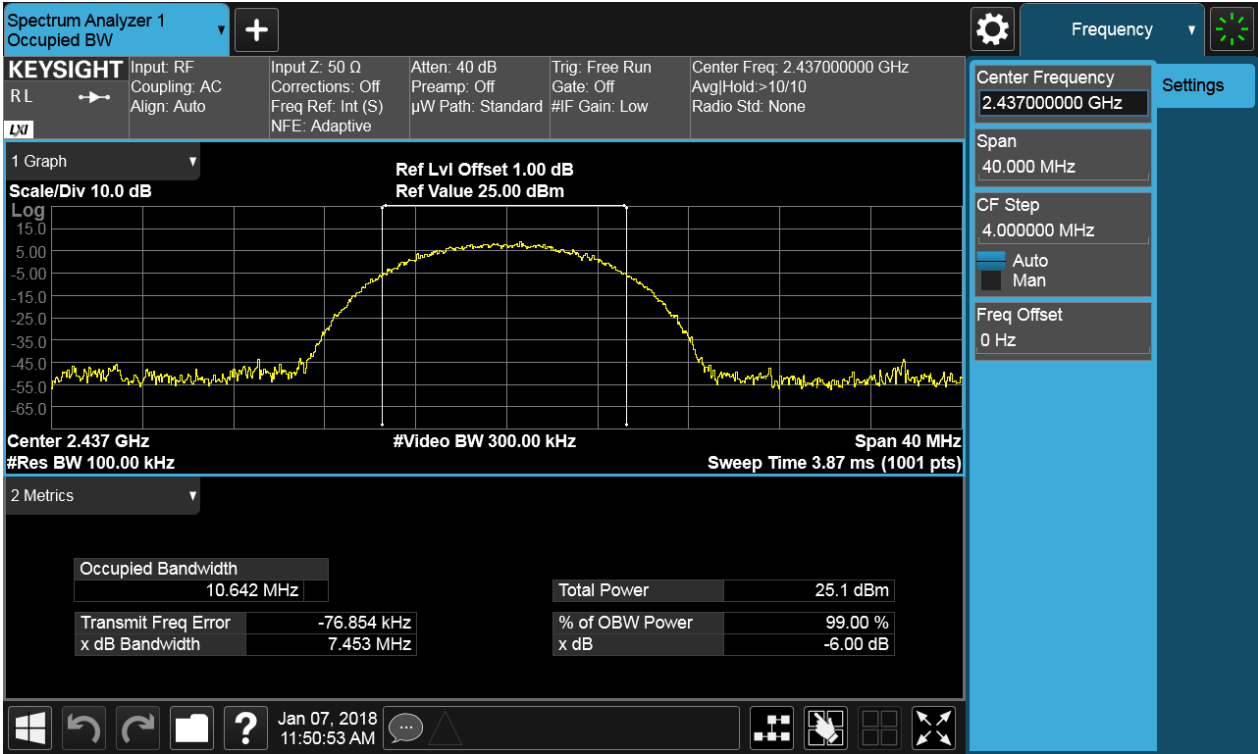 Spectrum Analyzer 1
Occupied BW
+
Frequency
KEYSIGHT
R L
LXI
Input: RF
Coupling: AC
Align: Auto
Input Z: 50 Ω
Corrections: Off
Freq Ref: Int (S)
NFE: Adaptive
Atten: 40 dB
Preamp: Off
µW Path: Standard
Trig: Free Run
Gate: Off
#IF Gain: Low
Center Freq: 2.437000000 GHz
Avg|Hold:>10/10
Radio Std: None
1 Graph
Scale/Div 10.0 dB
Ref Lvl Offset 1.00 dB
Ref Value 25.00 dBm
Log
15.0
5.00
-5.00
-15.0
-25.0
-35.0
-45.0
-55.0
-65.0
Center 2.437 GHz
#Video BW 300.00 kHz
Span 40 MHz
#Res BW 100.00 kHz
Sweep Time 3.87 ms (1001 pts)
2 Metrics
Occupied Bandwidth
10.642 MHz
Total Power 25.1 dBm
Transmit Freq Error -76.854 kHz
% of OBW Power 99.00 %
x dB Bandwidth 7.453 MHz
x dB -6.00 dB
Center Frequency
2.437000000 GHz
Settings
Span
40.000 MHz
CF Step
4.000000 MHz
Auto
Man
Freq Offset
0 Hz
?
Jan 07, 2018
11:50:53 AM